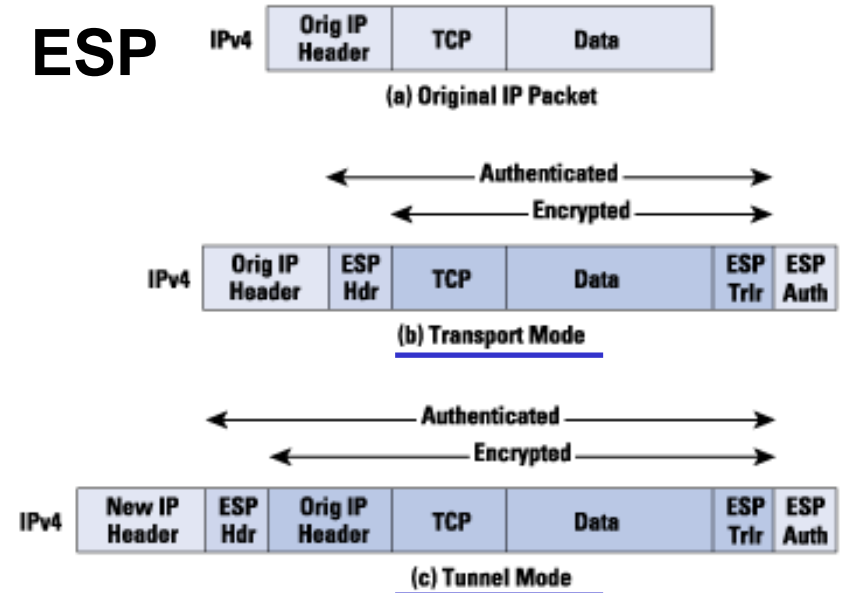 ESP
IPv4
Orig IP
Header
TCP
Data
(a) Original IP Packet
Authenticated
Encrypted
IPv4
Orig IP
Header
ESP
Hdr
TCP
Data
ESP
Trlr
ESP
Auth
(b) Transport Mode
Authenticated
Encrypted
IPv4
New IP
Header
ESP
Hdr
Orig IP
Header
TCP
Data
ESP
Trlr
ESP
Auth
(c) Tunnel Mode